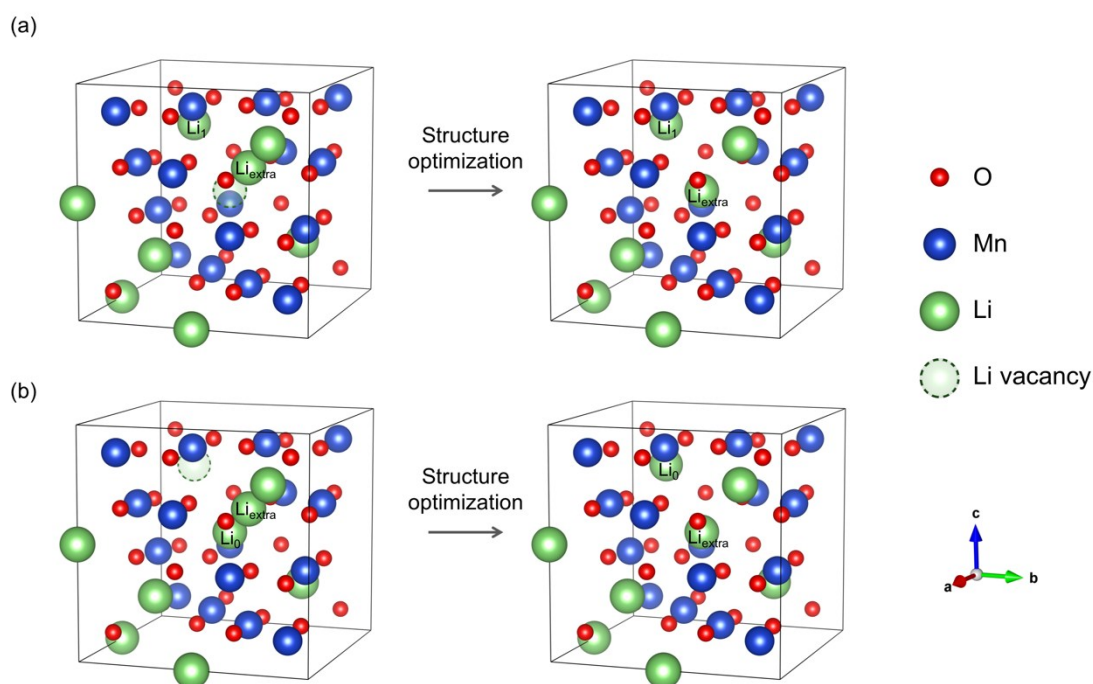 (a)
Li1
Liextra
Structure
optimization
Li1
Liextra
O
Mn
Li
Li vacancy
(b)
Liextra
Li0
Structure
optimization
Li0
Liextra
c
a
b